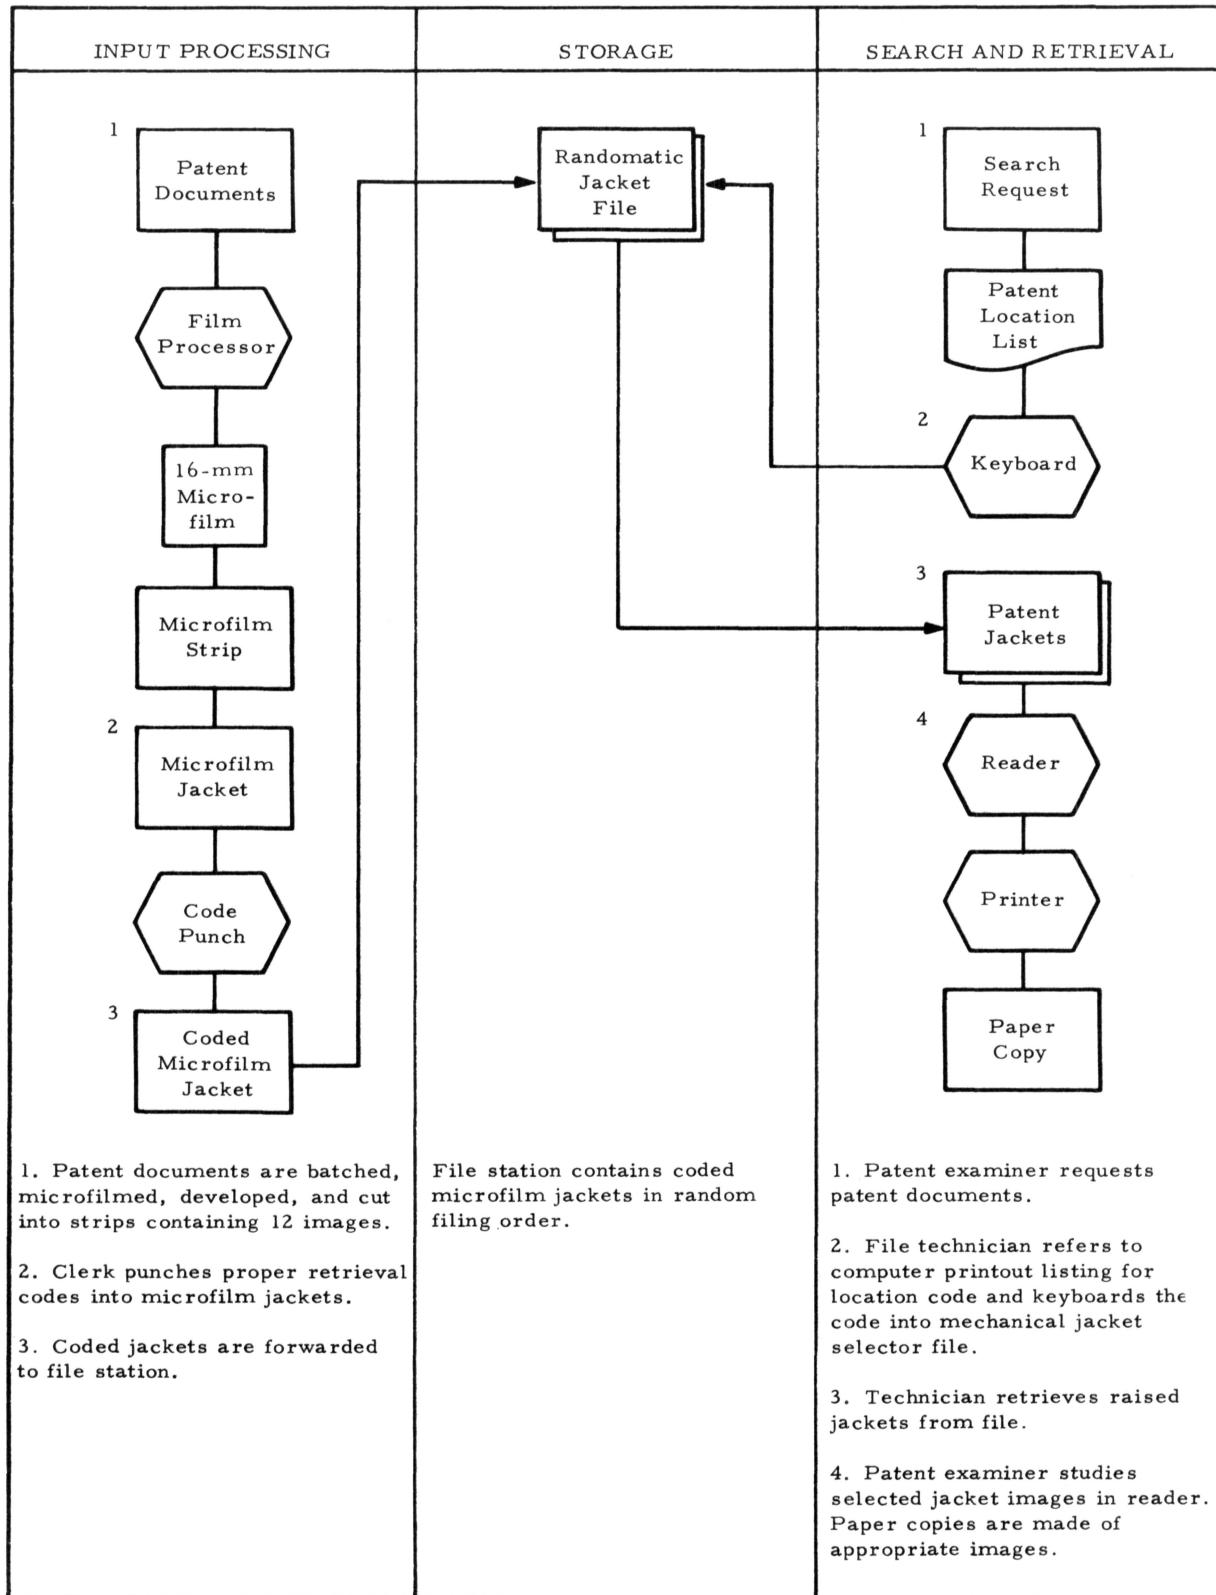 INPUT PROCESSING
STORAGE
SEARCH AND RETRIEVAL
1
Patent
Documents
Film
Processor
16-mm
Micro-
film
Microfilm
Strip
2
Microfilm
Jacket
Code
Punch
3
Coded
Microfilm
Jacket
1. Patent documents are batched,
microfilmed, developed, and cut
into strips containing 12 images.
2. Clerk punches proper retrieval
codes into microfilm jackets.
3. Coded jackets are forwarded
to file station.
Randomatic
Jacket
File
File station contains coded
microfilm jackets in random
filing order.
1
Search
Request
Patent
Location
List
2
Keyboard
3
Patent
Jackets
4
Reader
Printer
Paper
Copy
1. Patent examiner requests
patent documents.
2. File technician refers to
computer printout listing for
location code and keyboards the
code into mechanical jacket
selector file.
3. Technician retrieves raised
jackets from file.
4. Patent examiner studies
selected jacket images in reader.
Paper copies are made of
appropriate images.